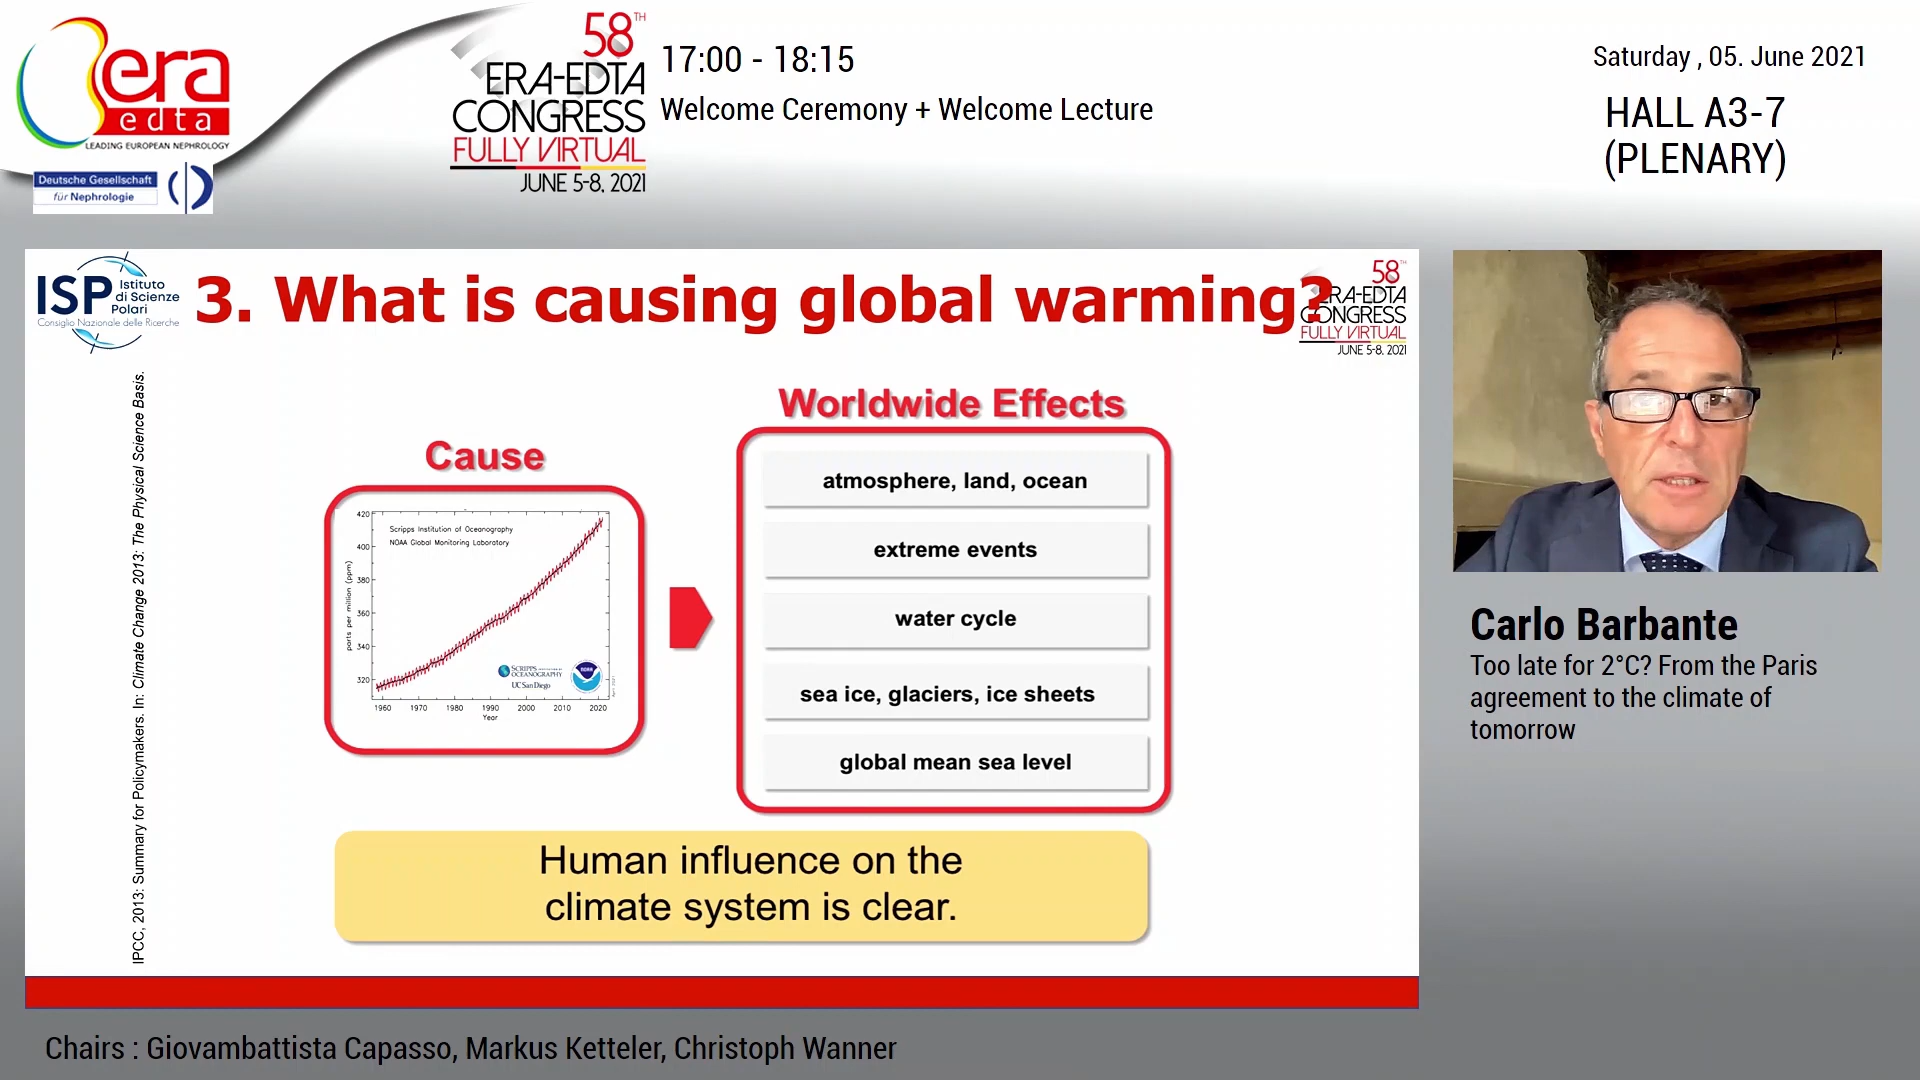 era
edta
LEADING EUROPEAN NEPHROLOGY
Deutsche Gesellschaft
für Nephrologie
58TH
ERA-EDTA
CONGRESS
FULLY VIRTUAL
JUNE 5-8, 2021
17:00 - 18:15
Welcome Ceremony + Welcome Lecture
Saturday , 05. June 2021
HALL A3-7
(PLENARY)
ISP Istituto
di Scienze
Polari
Consiglio Nazionale delle Ricerche
3. What is causing global warming?
58TH
ERA-EDTA
CONGRESS
FULLY VIRTUAL
JUNE 5-8, 2021
IPCC, 2013: Summary for Policymakers. In: Climate Change 2013: The Physical Science Basis.
Cause
Scripps Institution of Oceanography
NOAA Global Monitoring Laboratory
parts per million (ppm)
420
400
380
360
340
320
SCRIPPS INSTITUTION OF
OCEANOGRAPHY
UC San Diego
NOAA
1960 1970 1980 1990 2000 2010 2020
Year
Worldwide Effects
atmosphere, land, ocean
extreme events
water cycle
sea ice, glaciers, ice sheets
global mean sea level
Human influence on the
climate system is clear.
Carlo Barbante
Too late for 2°C? From the Paris
agreement to the climate of
tomorrow
Chairs : Giovambattista Capasso, Markus Ketteler, Christoph Wanner